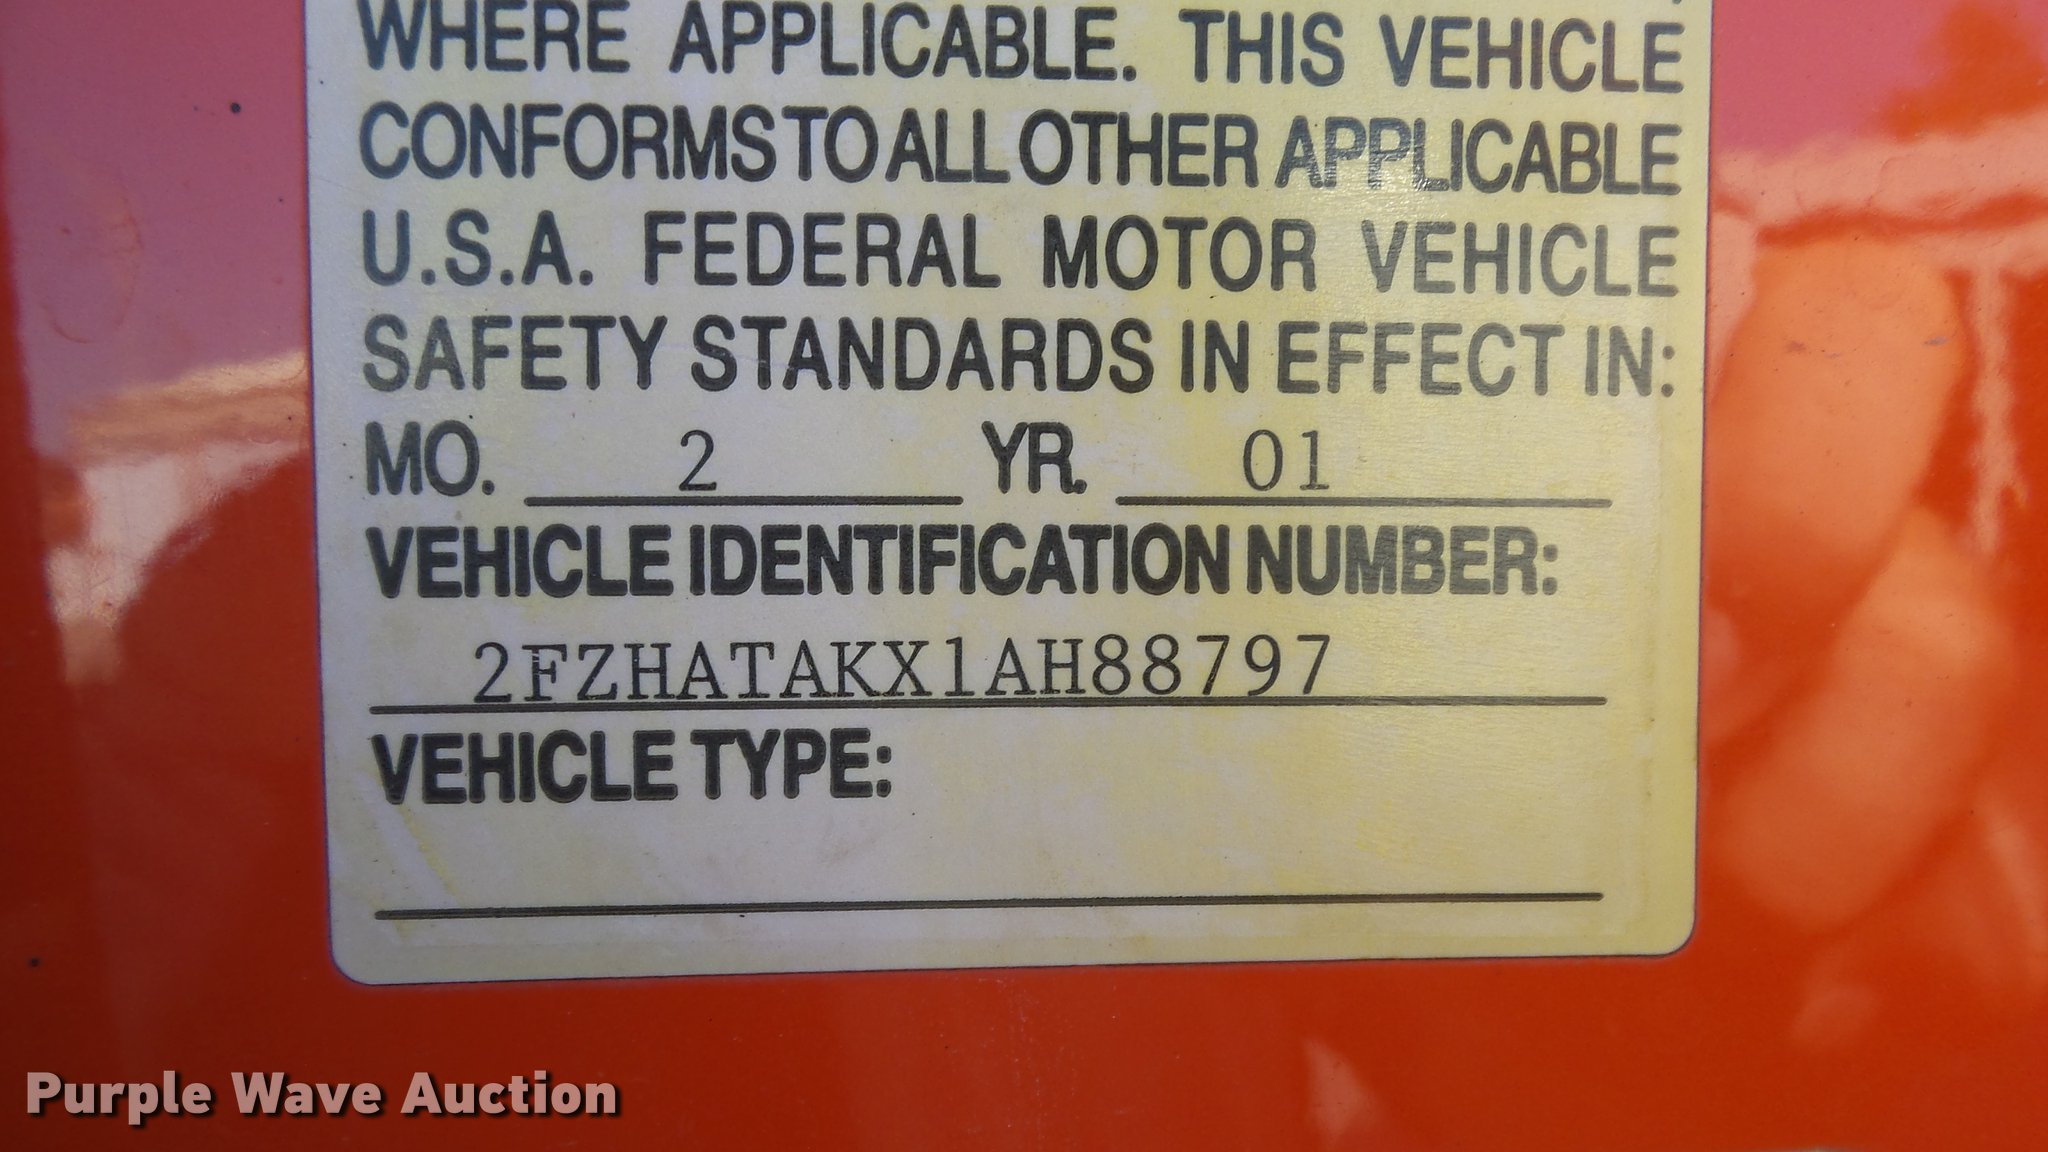 WHERE APPLICABLE. THIS VEHICLE
CONFORMS TO ALL OTHER APPLICABLE
U.S.A. FEDERAL MOTOR VEHICLE
SAFETY STANDARDS IN EFFECT IN:
MO. 2 YR. 01
VEHICLE IDENTIFICATION NUMBER:
2FZHATAKX1AH88797
VEHICLE TYPE:
Purple Wave Auction